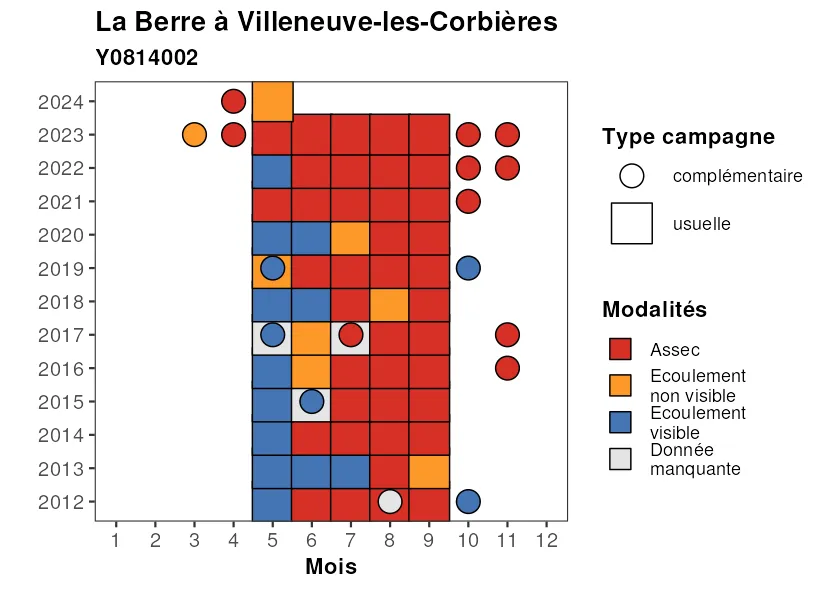 La Berre à Villeneuve-les-Corbières
Y0814002
2024
2023
2022
2021
2020
2019
2018
2017
2016
2015
2014
2013
2012
1 2 3 4 5 6 7 8 9 10 11 12
Mois
Type campagne
complémentaire
usuelle
Modalités
Assec
Ecoulement
non visible
Ecoulement
visible
Donnée
manquante